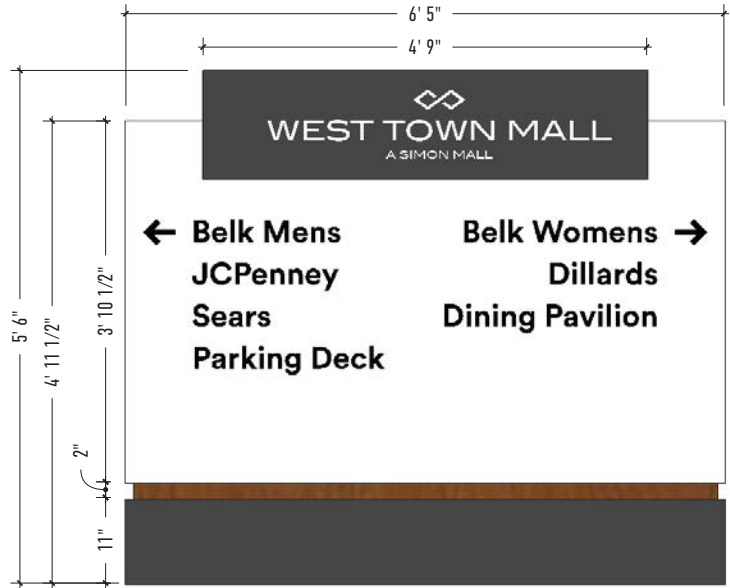 6' 5"
4' 9"
WEST TOWN MALL
A SIMON MALL
← Belk Mens
JCPenney
Sears
Parking Deck
Belk Womens →
Dillards
Dining Pavilion
5' 6"
4' 11 1/2"
3' 10 1/2"
2"
11"